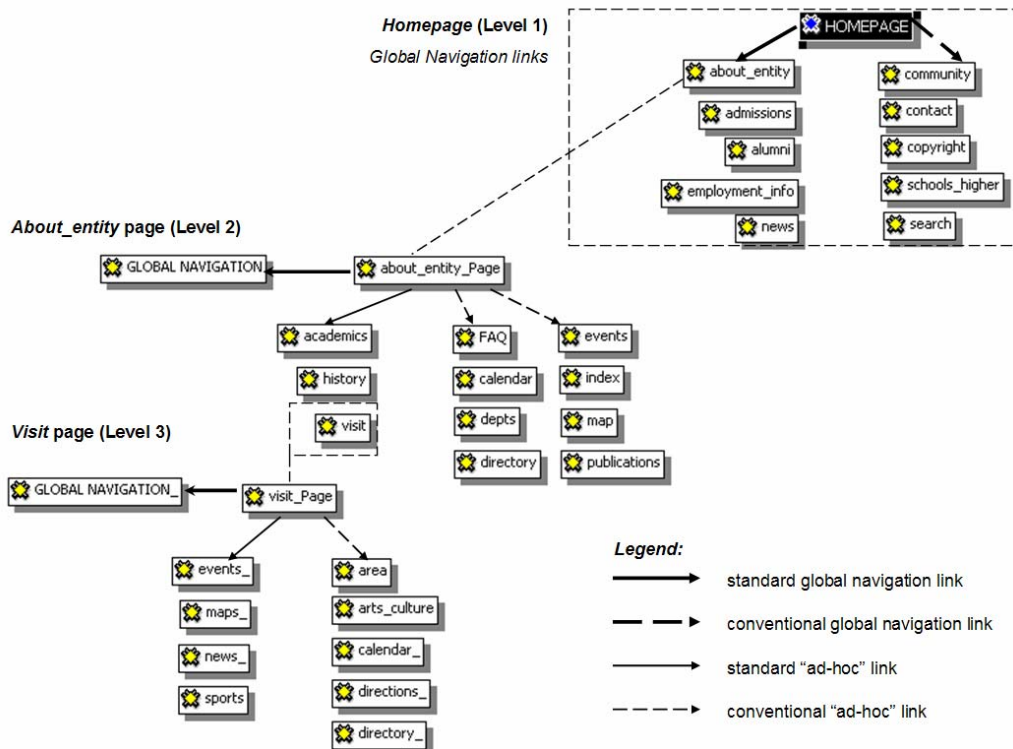 Homepage (Level 1)
Global Navigation links
HOMEPAGE
about_entity
admissions
alumni
employment_info
news
community
contact
copyright
schools_higher
search
About_entity page (Level 2)
GLOBAL NAVIGATION
about_entity_Page
academics
history
visit
FAQ
calendar
depts
directory
events
index
map
publications
Visit page (Level 3)
GLOBAL NAVIGATION_
visit_Page
events_
maps_
news_
sports
area
arts_culture
calendar_
directions_
directory_
Legend:
standard global navigation link
conventional global navigation link
standard “ad-hoc” link
conventional “ad-hoc” link